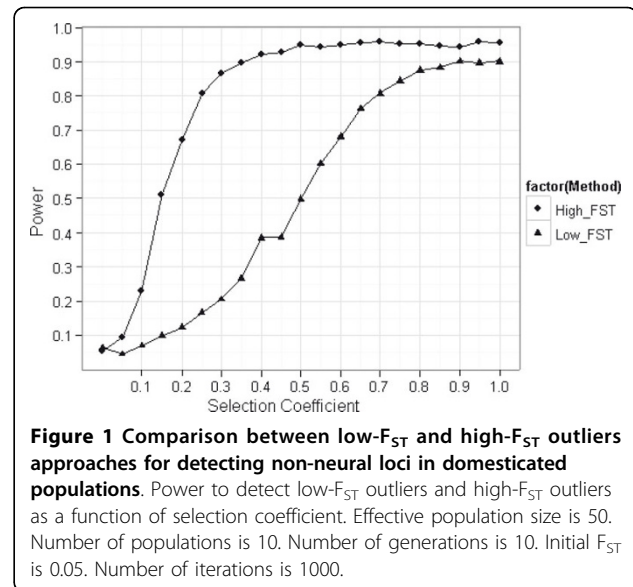 1.0
0.9
0.8
0.7
0.6
0.5
0.4
0.3
0.2
0.1
Power
0.1 0.2 0.3 0.4 0.5 0.6 0.7 0.8 0.9 1.0
Selection Coefficient
factor(Method)
High_FST
Low_FST
Figure 1 Comparison between low-FST and high-FST outliers
approaches for detecting non-neural loci in domesticated
populations. Power to detect low-FST outliers and high-FST outliers
as a function of selection coefficient. Effective population size is 50.
Number of populations is 10. Number of generations is 10. Initial FST
is 0.05. Number of iterations is 1000.